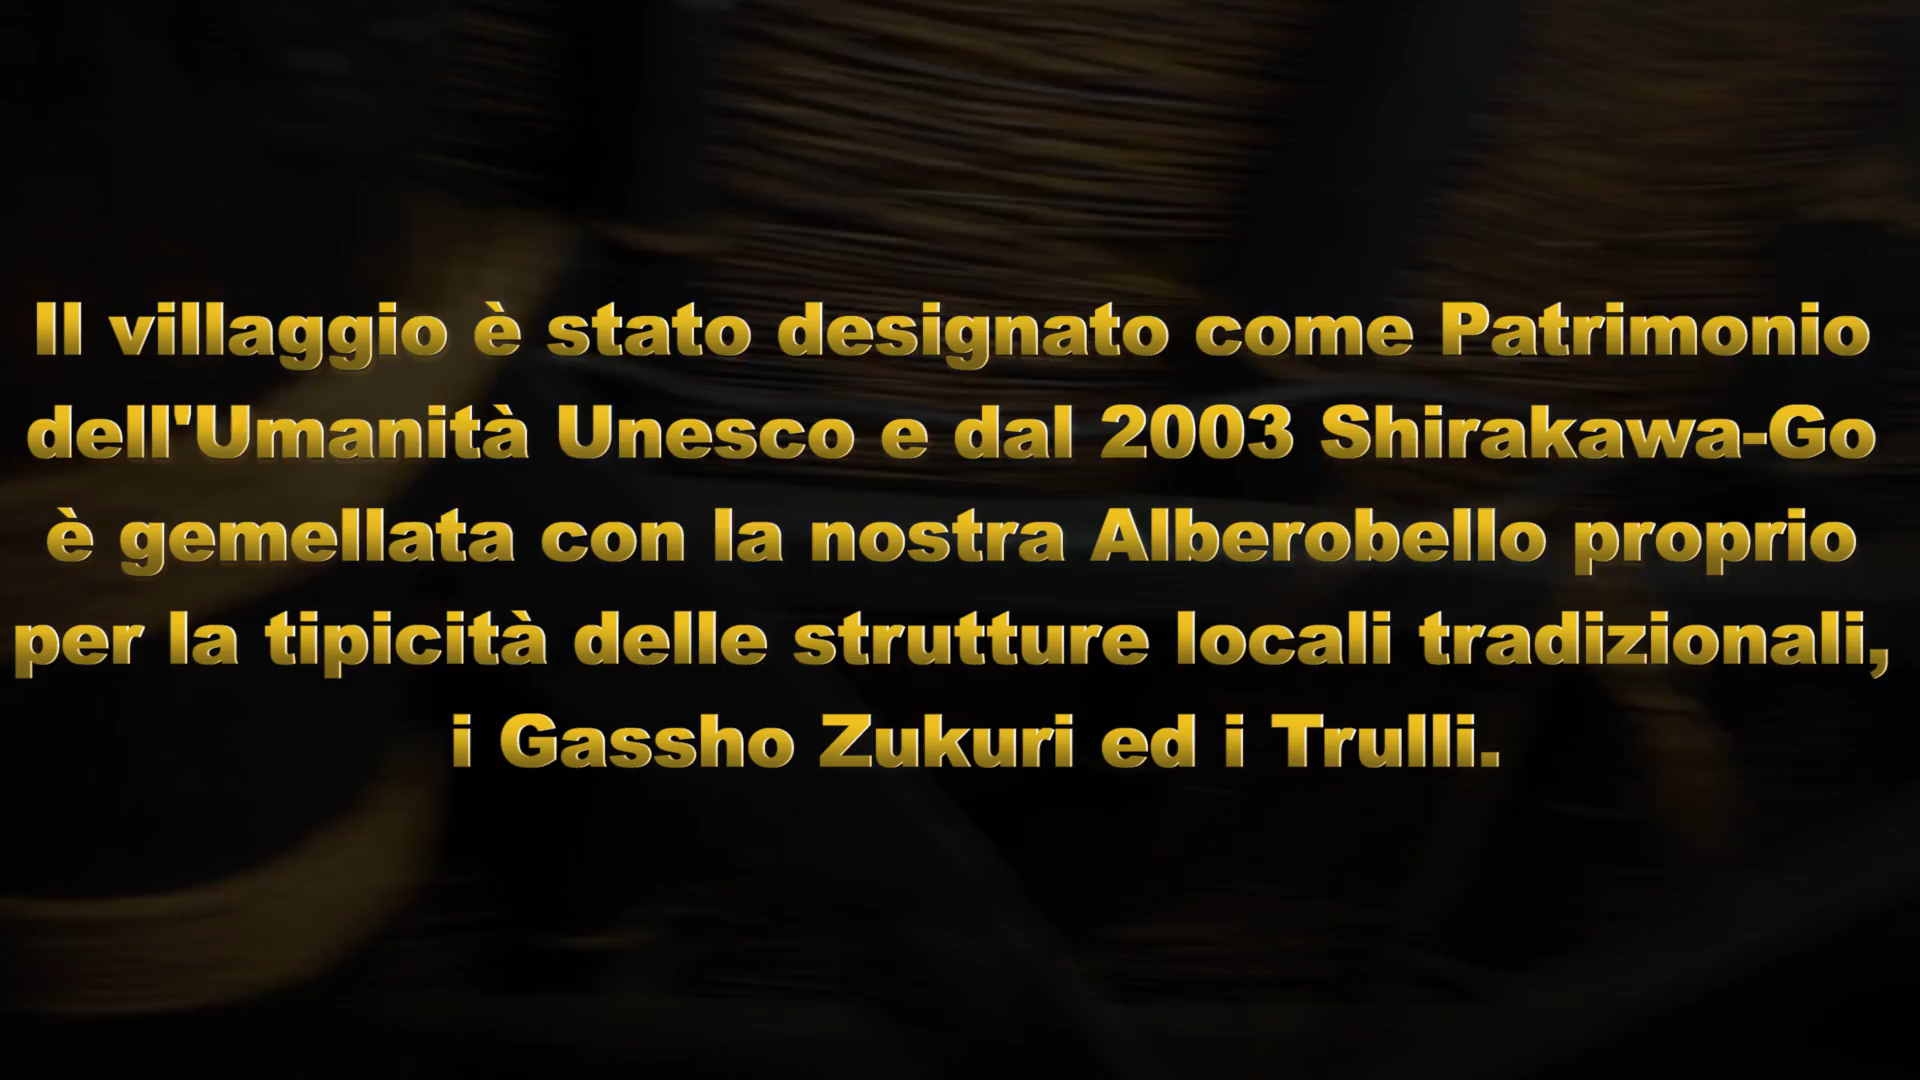 Il villaggio è stato designato come Patrimonio
dell'Umanità Unesco e dal 2003 Shirakawa-Go
è gemellata con la nostra Alberobello proprio
per la tipicità delle strutture locali tradizionali,
i Gassho Zukuri ed i Trulli.